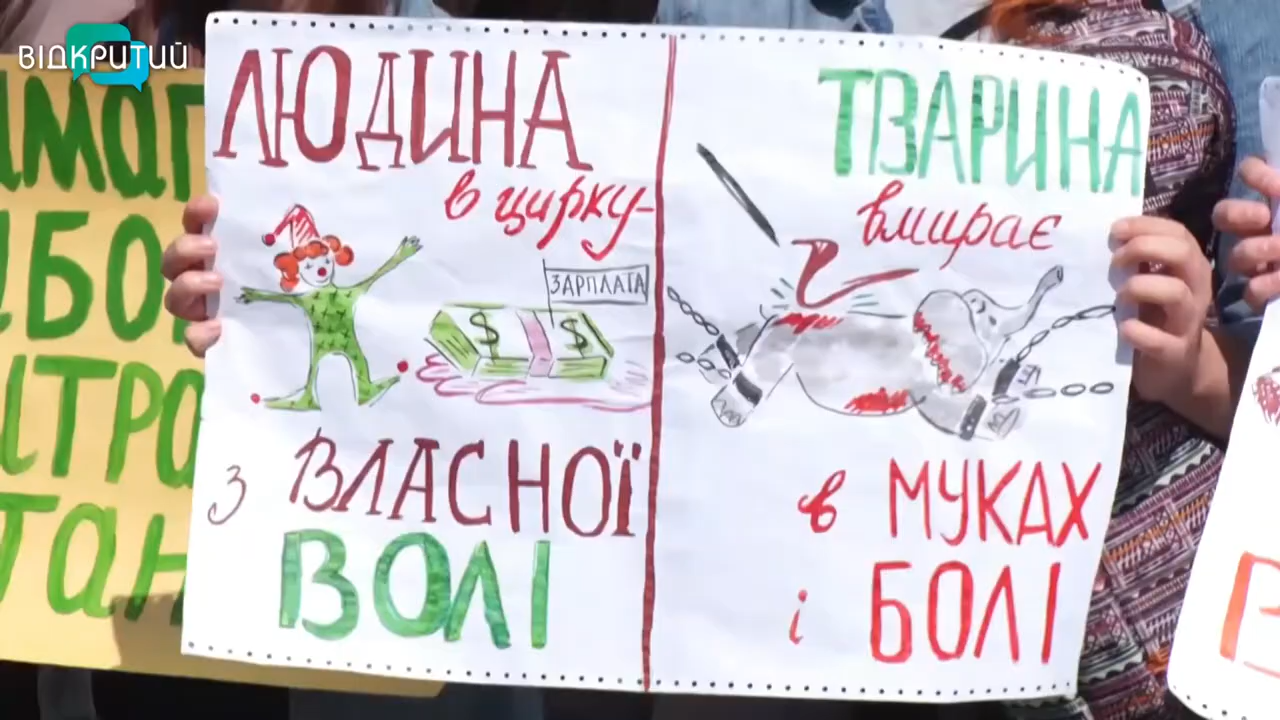 ВІДКРИТИЙ
ЛЮДИНА
в цирку-
ЗАРПЛАТА
$ $
з ВЛАСНОЇ
ВОЛІ
ТВАРИНА
вмирає
в МУКАХ
і БОЛІ